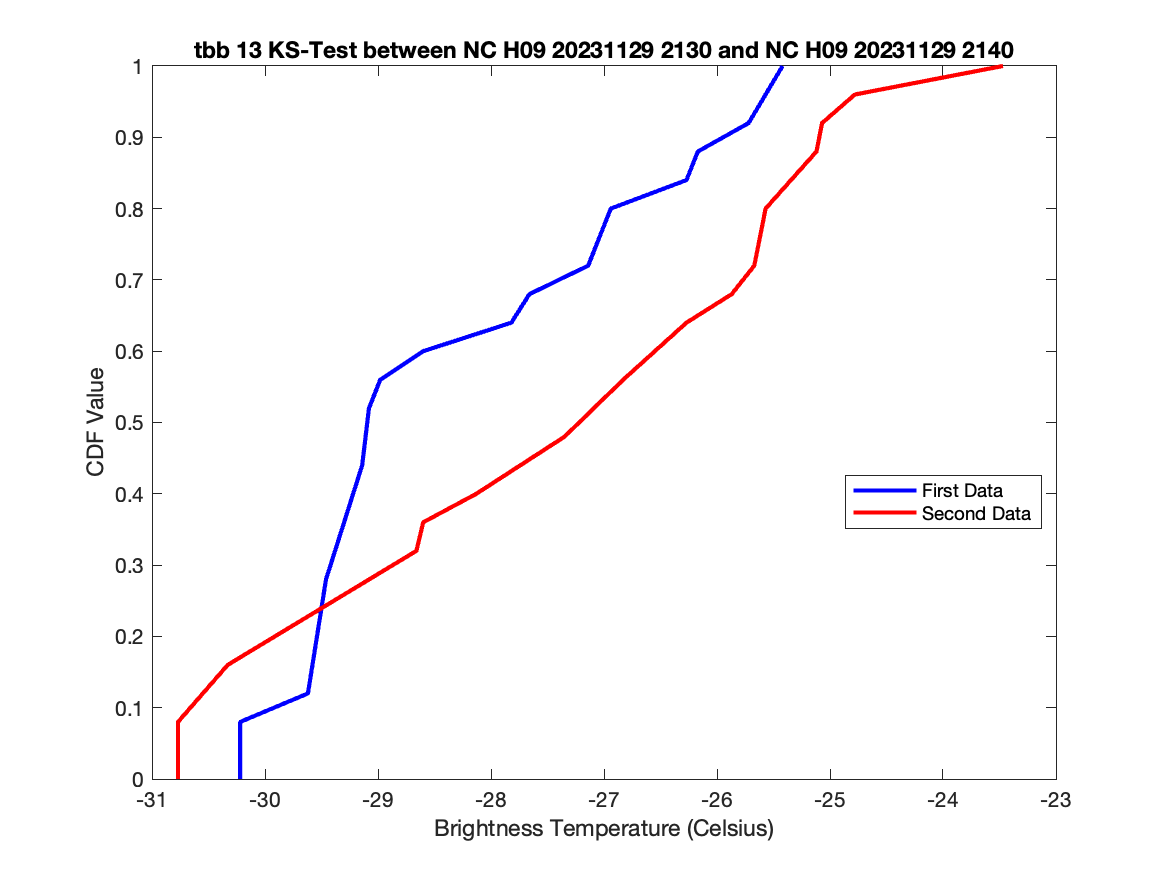 tbb 13 KS-Test between NC H09 20231129 2130 and NC H09 20231129 2140
1
0.9
0.8
0.7
0.6
0.5
0.4
0.3
0.2
0.1
0
CDF Value
First Data
Second Data
-31 -30 -29 -28 -27 -26 -25 -24 -23
Brightness Temperature (Celsius)